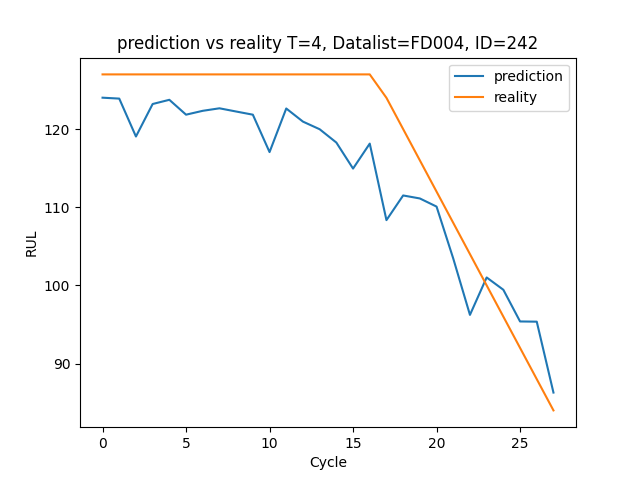 prediction vs reality T=4, Datalist=FD004, ID=242
prediction
reality
120
110
100
90
RUL
0 5 10 15 20 25
Cycle